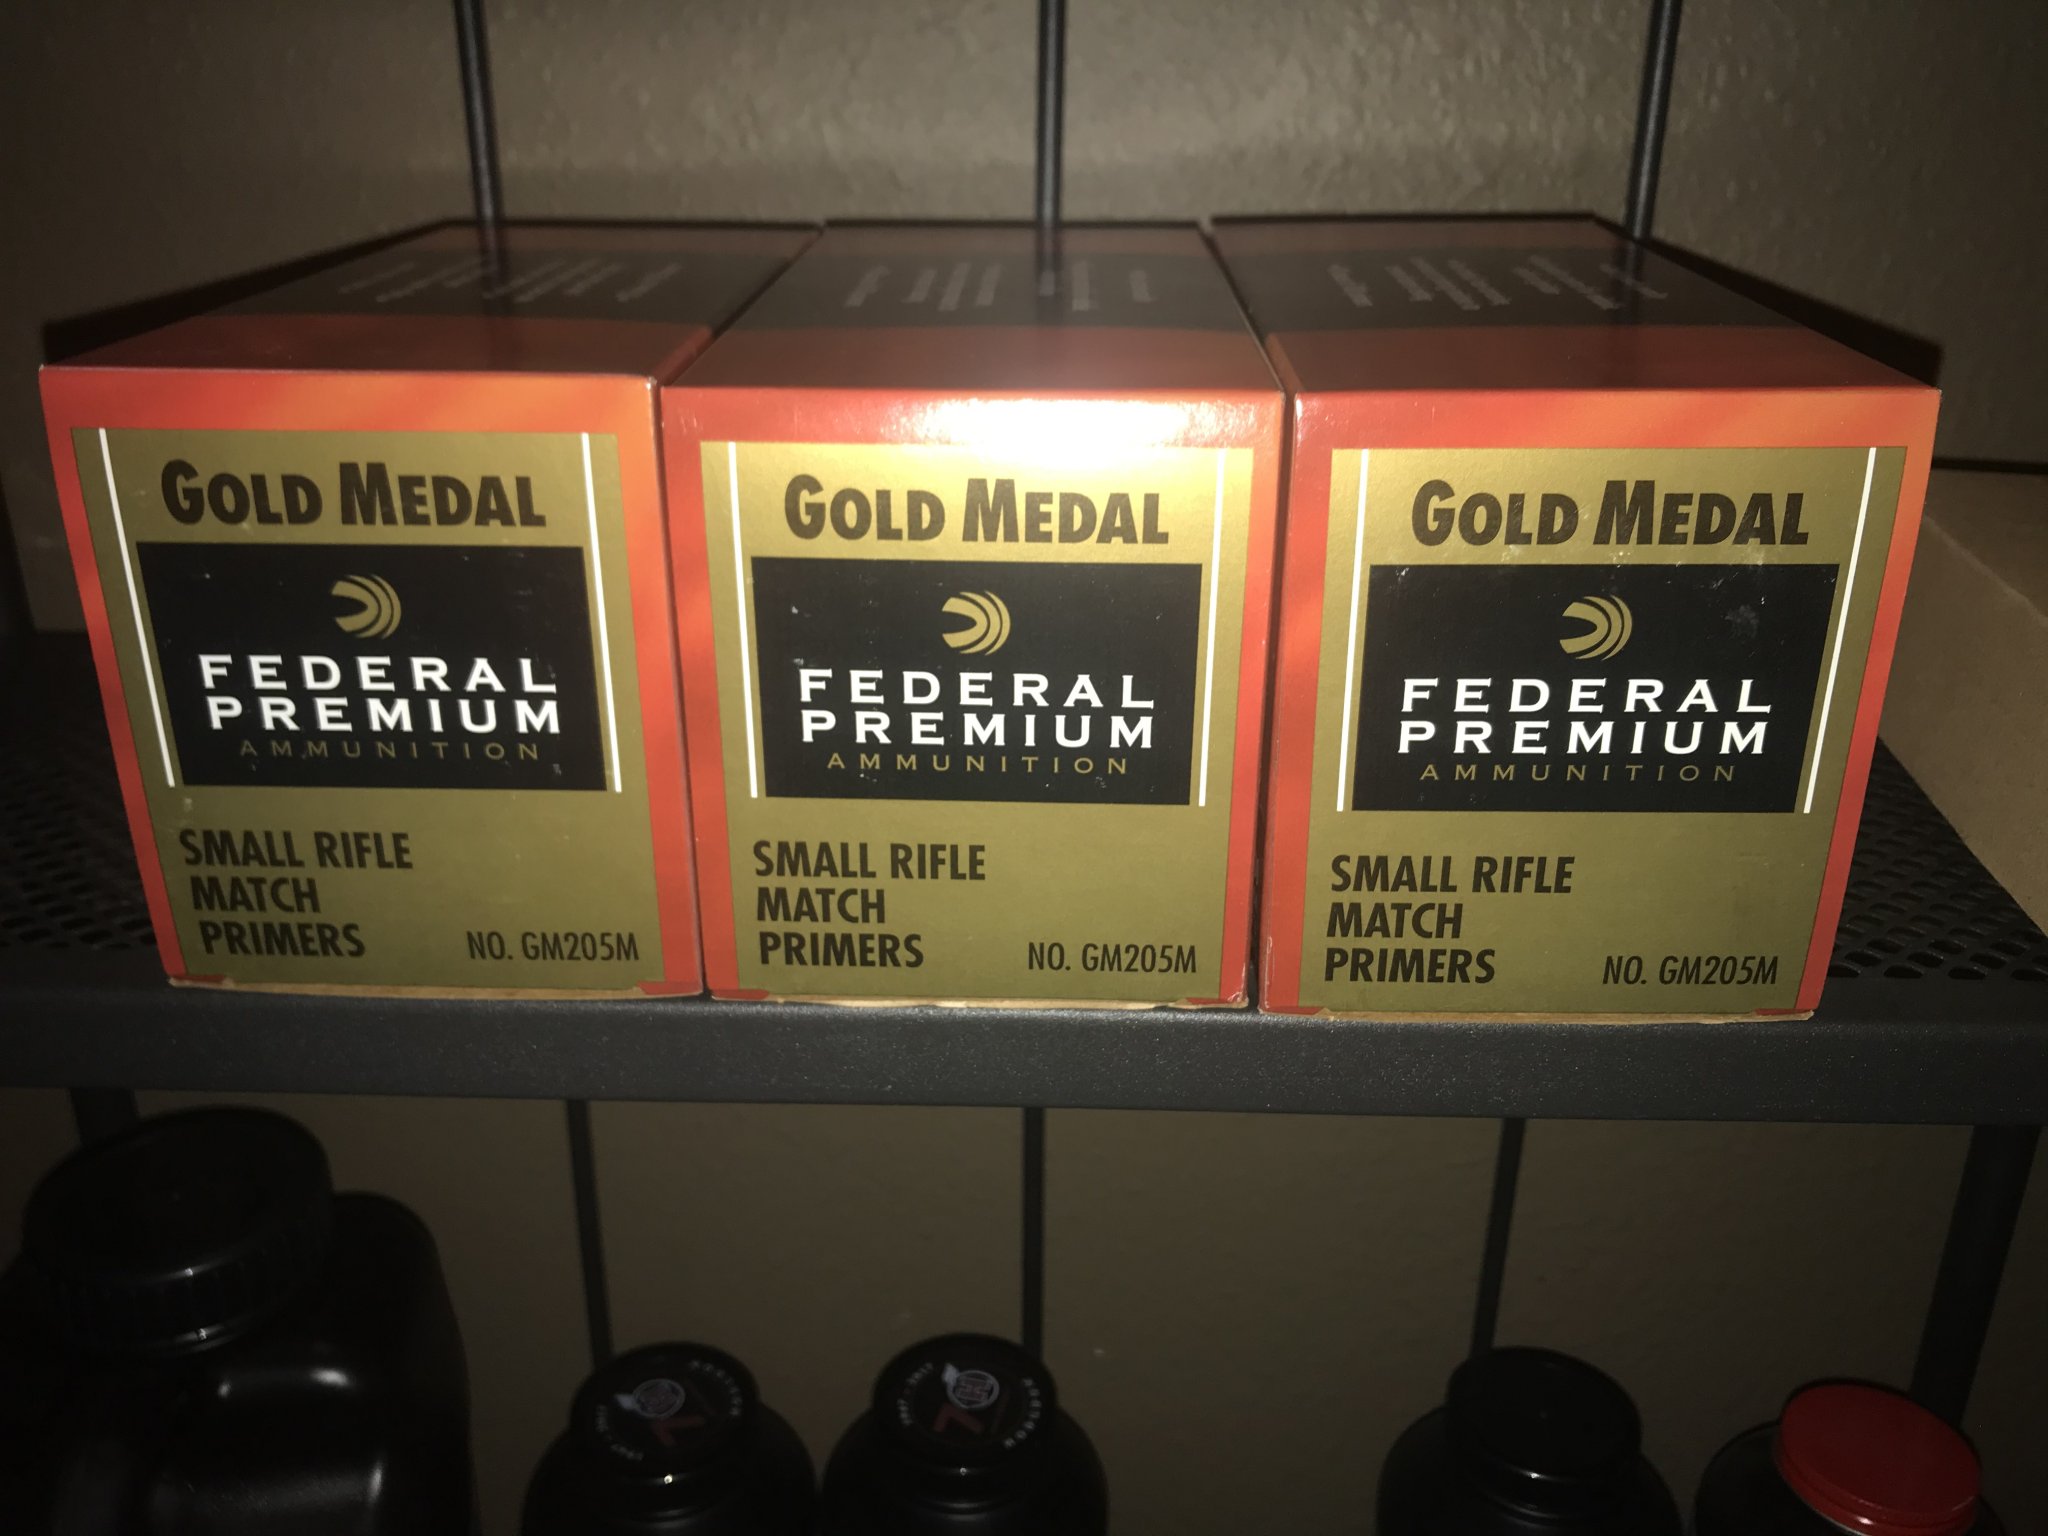 GOLD MEDAL
FEDERAL
PREMIUM
AMMUNITION
SMALL RIFLE
MATCH
PRIMERS
NO. GM205M
GOLD MEDAL
FEDERAL
PREMIUM
AMMUNITION
SMALL RIFLE
MATCH
PRIMERS
NO. GM205M
GOLD MEDAL
FEDERAL
PREMIUM
AMMUNITION
SMALL RIFLE
MATCH
PRIMERS
NO. GM205M
HODGDON